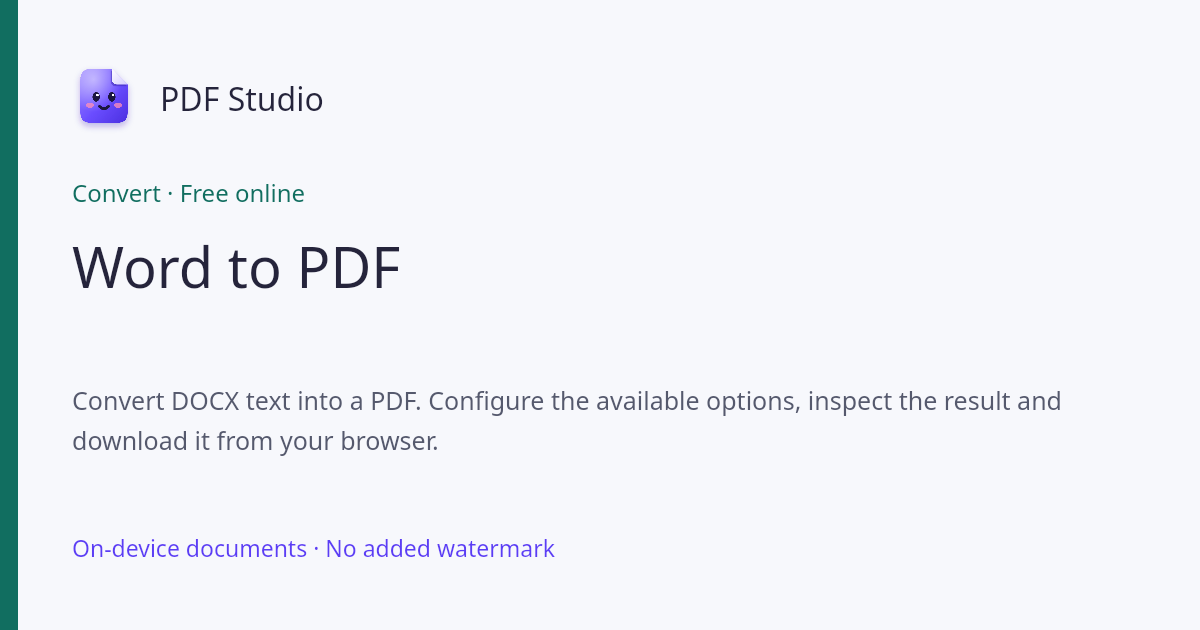 PDF Studio
Convert · Free online
Word to PDF
Convert DOCX text into a PDF. Configure the available options, inspect the result and
download it from your browser.
On-device documents · No added watermark